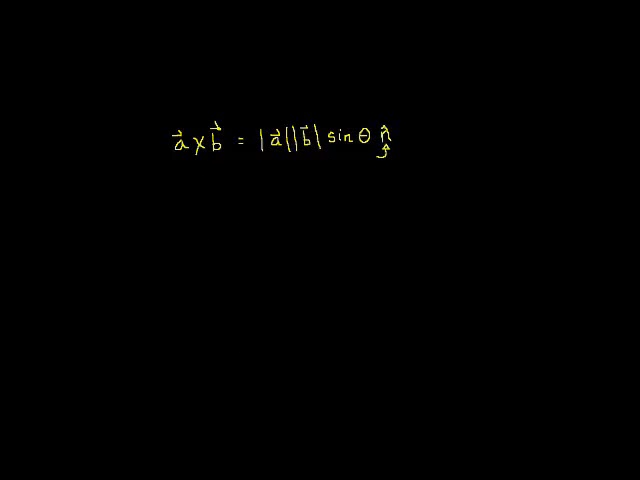 a⃗ × b⃗ = |a⃗||b⃗| sin θ n̂